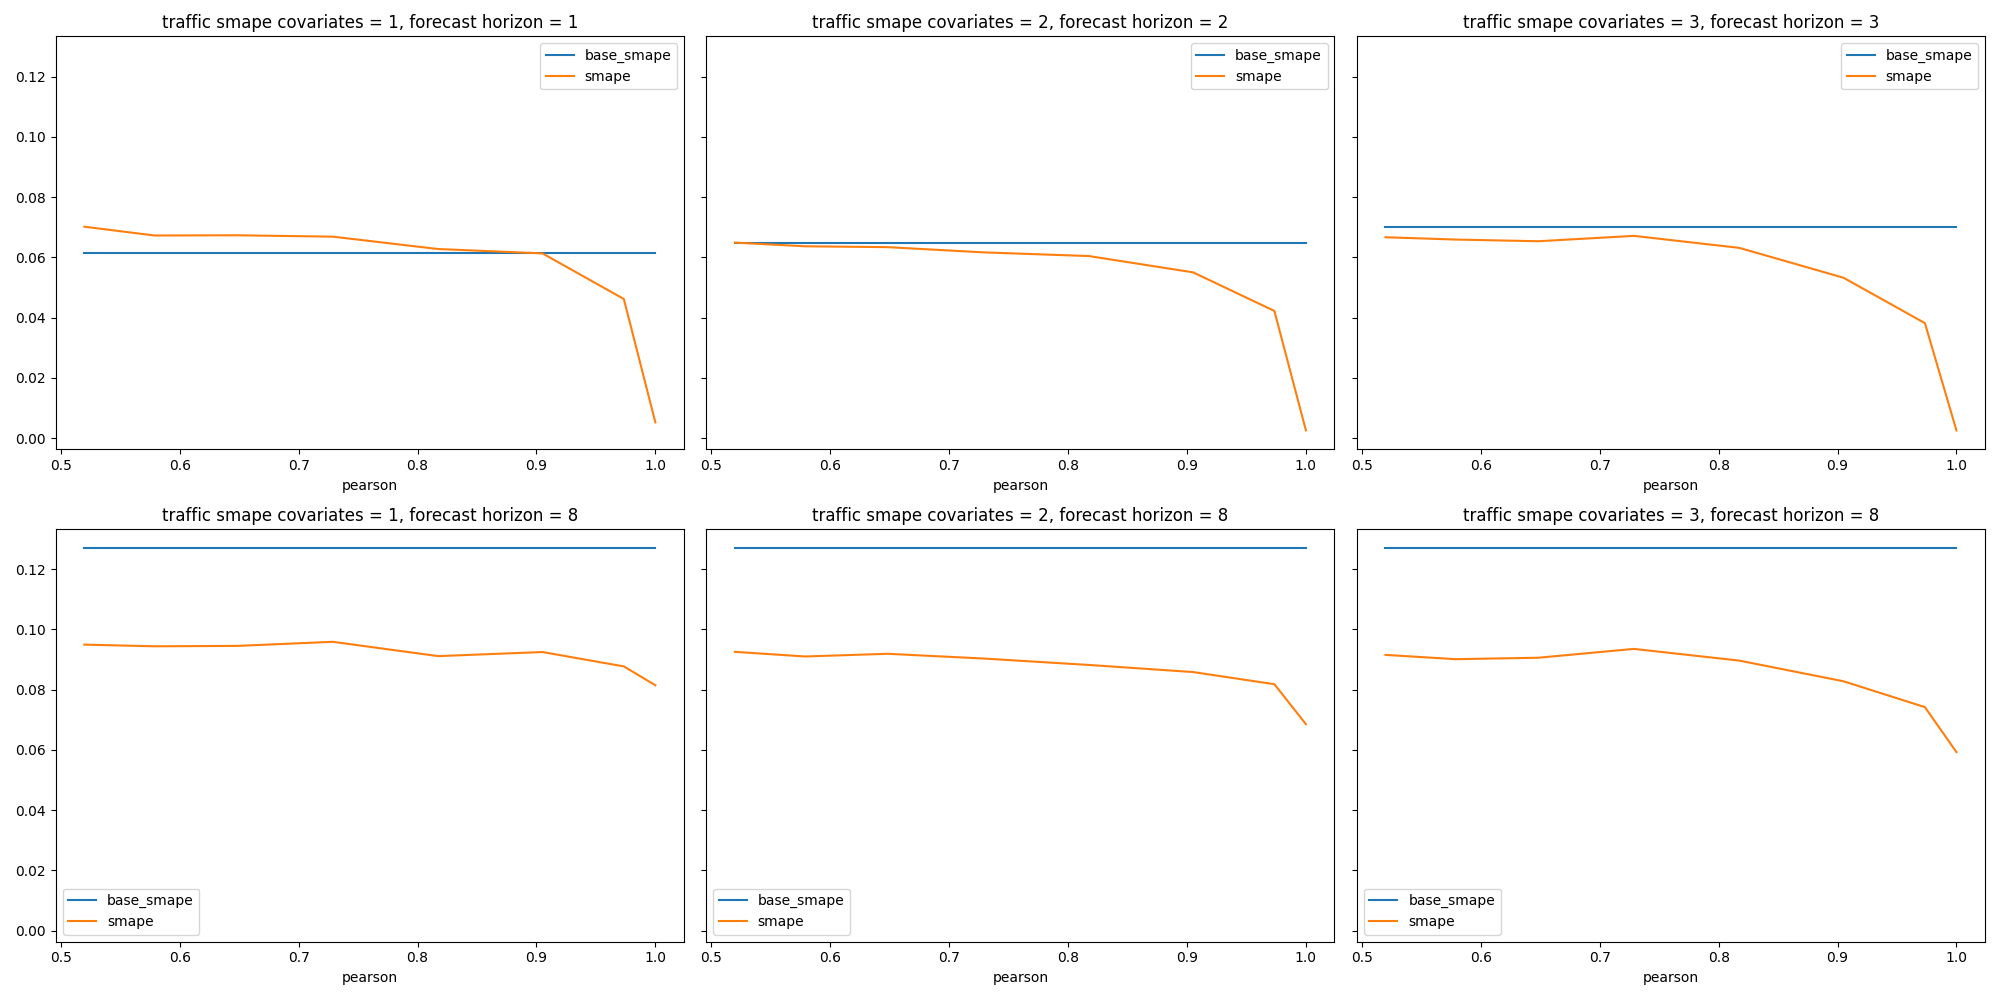 traffic smape covariates = 1, forecast horizon = 1
traffic smape covariates = 2, forecast horizon = 2
traffic smape covariates = 3, forecast horizon = 3
base_smape
smape
base_smape
smape
base_smape
smape
0.12
0.10
0.08
0.06
0.04
0.02
0.00
0.5 0.6 0.7 0.8 0.9 1.0
0.5 0.6 0.7 0.8 0.9 1.0
0.5 0.6 0.7 0.8 0.9 1.0
pearson
pearson
pearson
traffic smape covariates = 1, forecast horizon = 8
traffic smape covariates = 2, forecast horizon = 8
traffic smape covariates = 3, forecast horizon = 8
0.12
0.10
0.08
0.06
0.04
0.02
0.00
base_smape
smape
base_smape
smape
base_smape
smape
0.5 0.6 0.7 0.8 0.9 1.0
0.5 0.6 0.7 0.8 0.9 1.0
0.5 0.6 0.7 0.8 0.9 1.0
pearson
pearson
pearson